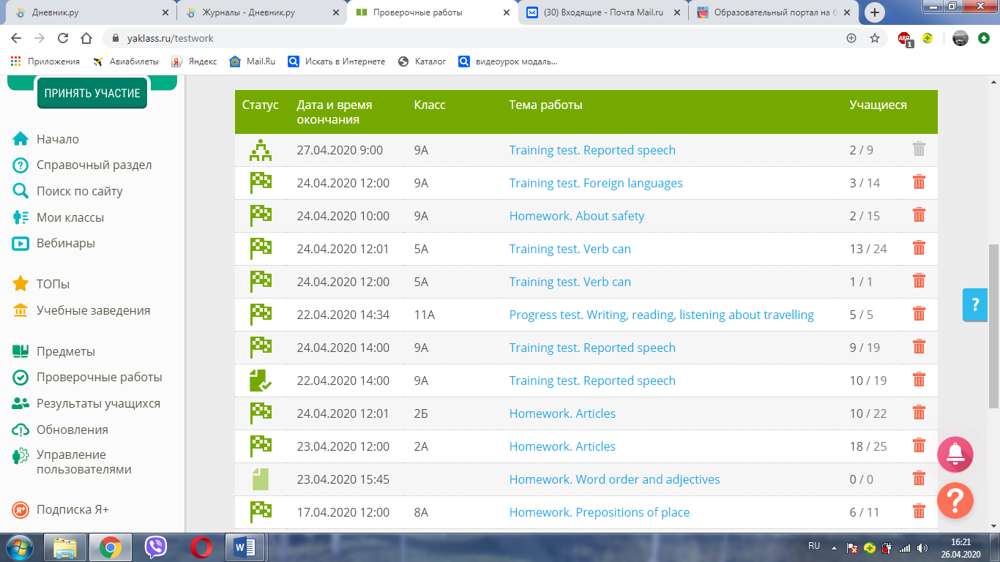 Дневник.ру
Журналы - Дневник.ру
Проверочные работы
(30) Входящие - Почта Mail.ru
Образовательный портал на б
yaklass.ru/testwork
ABP
1
Приложения
Авиабилеты
Яндекс
Mail.Ru
Искать в Интернете
Каталог
видеоурок модаль...
ПРИНЯТЬ УЧАСТИЕ
Начало
Справочный раздел
Поиск по сайту
Мои классы
Вебинары
ТОПы
Учебные заведения
Предметы
Проверочные работы
Результаты учащихся
Обновления
Управление
пользователями
Подписка Я+
Статус Дата и время Класс Тема работы Учащиеся
окончания
27.04.2020 9:00 9А Training test. Reported speech 2 / 9
24.04.2020 12:00 9А Training test. Foreign languages 3 / 14
24.04.2020 10:00 9А Homework. About safety 2 / 15
24.04.2020 12:01 5А Training test. Verb can 13 / 24
24.04.2020 12:00 5А Training test. Verb can 1 / 1
22.04.2020 14:34 11А Progress test. Writing, reading, listening about travelling 5 / 5
24.04.2020 14:00 9А Training test. Reported speech 9 / 19
22.04.2020 14:00 9А Training test. Reported speech 10 / 19
24.04.2020 12:01 2Б Homework. Articles 10 / 22
23.04.2020 12:00 2А Homework. Articles 18 / 25
23.04.2020 15:45 Homework. Word order and adjectives 0 / 0
17.04.2020 12:00 8А Homework. Prepositions of place 6 / 11
?
?
RU
16:21
26.04.2020